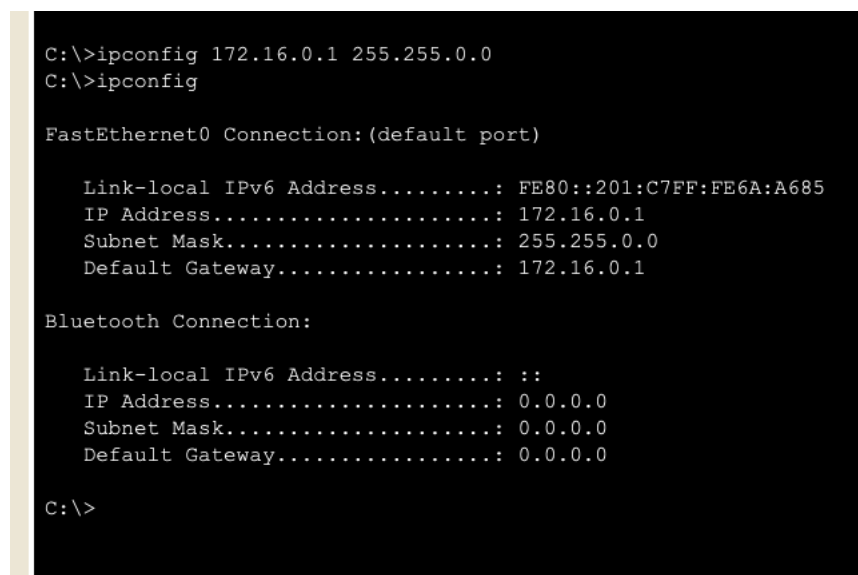 C:\>ipconfig 172.16.0.1 255.255.0.0
C:\>ipconfig
FastEthernet0 Connection:(default port)
Link-local IPv6 Address.........: FE80::201:C7FF:FE6A:A685
IP Address......................: 172.16.0.1
Subnet Mask.....................: 255.255.0.0
Default Gateway.................: 172.16.0.1
Bluetooth Connection:
Link-local IPv6 Address.........: ::
IP Address......................: 0.0.0.0
Subnet Mask.....................: 0.0.0.0
Default Gateway.................: 0.0.0.0
C:\>